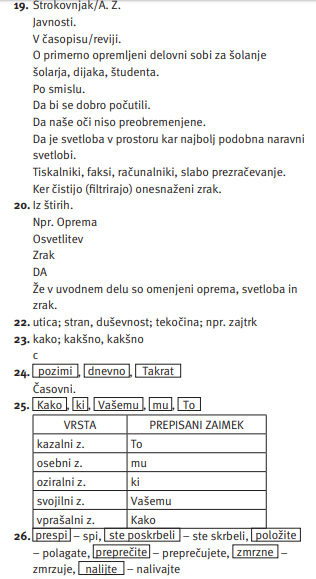 19. Strokovnjak/A. Z.
Javnosti.
V časopisu/reviji.
O primerno opremljeni delovni sobi za šolanje
šolarja, dijaka, študenta.
Po smislu.
Da bi se dobro počutili.
Da naše oči niso preobremenjene.
Da je svetloba v prostoru kar najbolj podobna naravni
svetlobi.
Tiskalniki, faksi, računalniki, slabo prezračevanje.
Ker čistijo (filtrirajo) onesnaženi zrak.
20. Iz štirih.
Npr. Oprema
Osvetlitev
Zrak
DA
Že v uvodnem delu so omenjeni oprema, svetloba in
zrak.
22. utica; stran, duševnost; tekočina; npr. zajtrk
23. kako; kakšno, kakšno
c
24. pozimi, dnevno, Takrat
Časovni.
25. Kako, ki, Vašemu, mu, To
VRSTA PREPISANI ZAIMEK
kazalni z. To
osebni z. mu
oziralni z. ki
svojilni z. Vašemu
vprašalni z. Kako
26. prespi – spi, ste poskrbeli – ste skrbeli, položite
– polagate, preprečite – preprečujete, zmrzne –
zmrzuje, nalijte – nalivajte